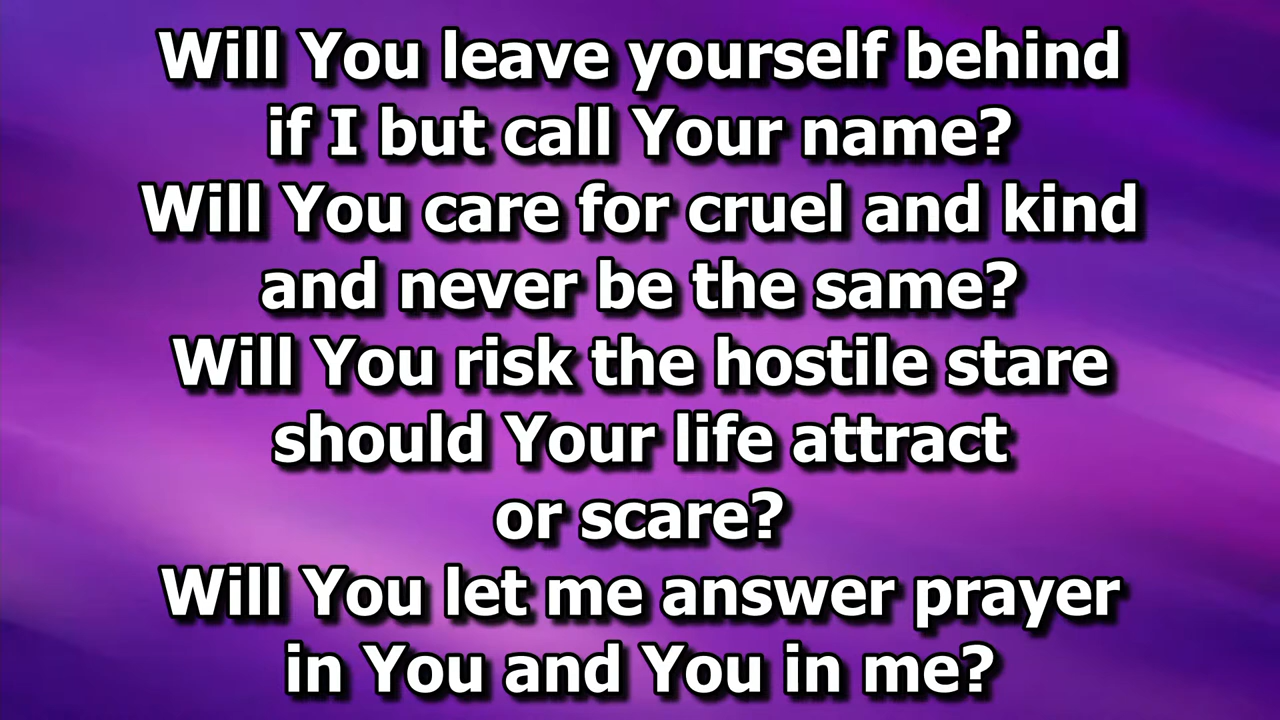 Will You leave yourself behind
if I but call Your name?
Will You care for cruel and kind
and never be the same?
Will You risk the hostile stare
should Your life attract
or scare?
Will You let me answer prayer
in You and You in me?